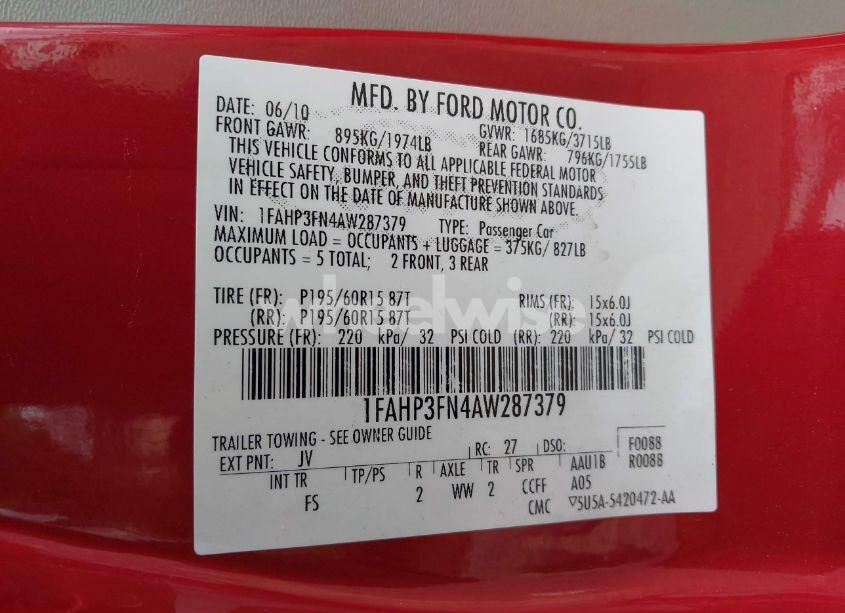 MFD. BY FORD MOTOR CO.
DATE: 06/10 GVWR: 1685KG/3715LB
FRONT GAWR: 895KG/1974LB REAR GAWR: 796KG/1755LB
THIS VEHICLE CONFORMS TO ALL APPLICABLE FEDERAL MOTOR
VEHICLE SAFETY, BUMPER, AND THEFT PREVENTION STANDARDS
IN EFFECT ON THE DATE OF MANUFACTURE SHOWN ABOVE.
VIN: 1FAHP3FN4AW287379 TYPE: Passenger Car
MAXIMUM LOAD = OCCUPANTS + LUGGAGE = 375KG/ 827LB
OCCUPANTS = 5 TOTAL; 2 FRONT, 3 REAR
TIRE (FR): P195/60R15 87T RIMS (FR): 15x6.0J
(RR): P195/60R15 87T (RR): 15x6.0J
PRESSURE (FR): 220 kPa/ 32 PSI COLD (RR): 220 kPa/ 32 PSI COLD
wheelwise
1FAHP3FN4AW287379
TRAILER TOWING - SEE OWNER GUIDE
EXT PNT: JV RC: 27 DSO: F0088
AAU1B R0088
INT TR TP/PS R AXLE TR SPR A05
FS 2 WW 2 CCFF
CMC ▽5U5A-5420472-AA